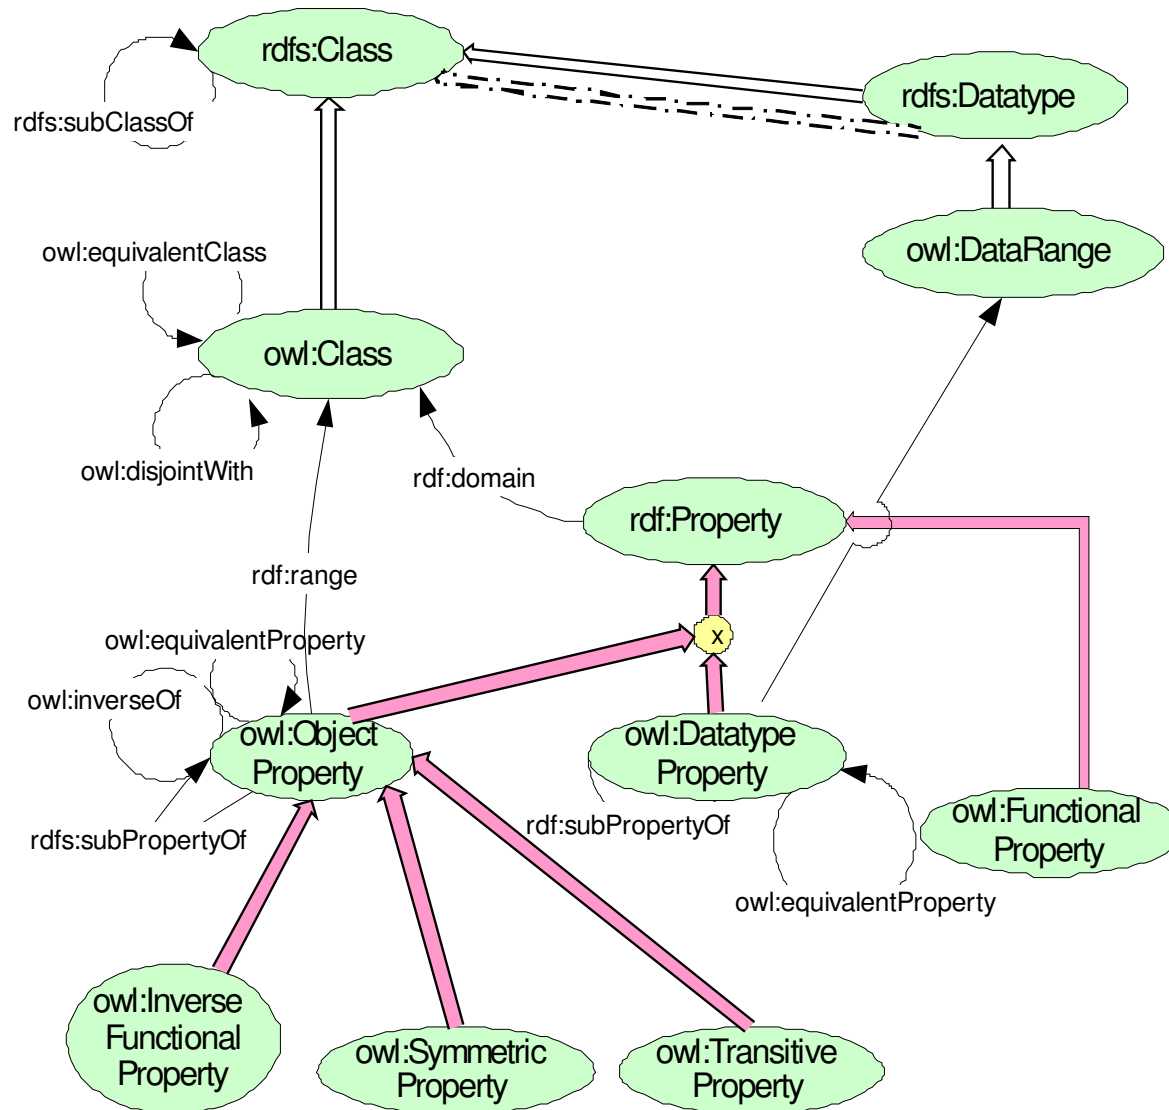 rdfs:Class
rdfs:Datatype
rdfs:subClassOf
owl:equivalentClass
owl:DataRange
owl:Class
owl:disjointWith
rdf:domain
rdf:Property
rdf:range
owl:equivalentProperty
x
owl:inverseOf
owl:Object
Property
owl:Datatype
Property
rdfs:subPropertyOf
rdf:subPropertyOf
owl:Functional
Property
owl:equivalentProperty
owl:Inverse
Functional
Property
owl:Symmetric
Property
owl:Transitive
Property